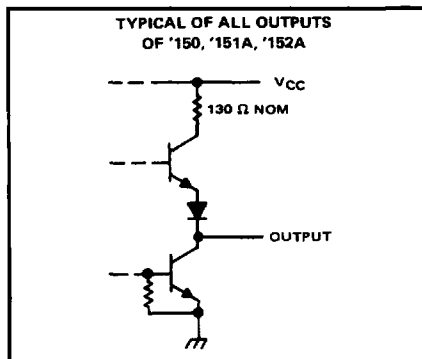 TYPICAL OF ALL OUTPUTS
OF '150, '151A, '152A
VCC
130 Ω NOM
OUTPUT